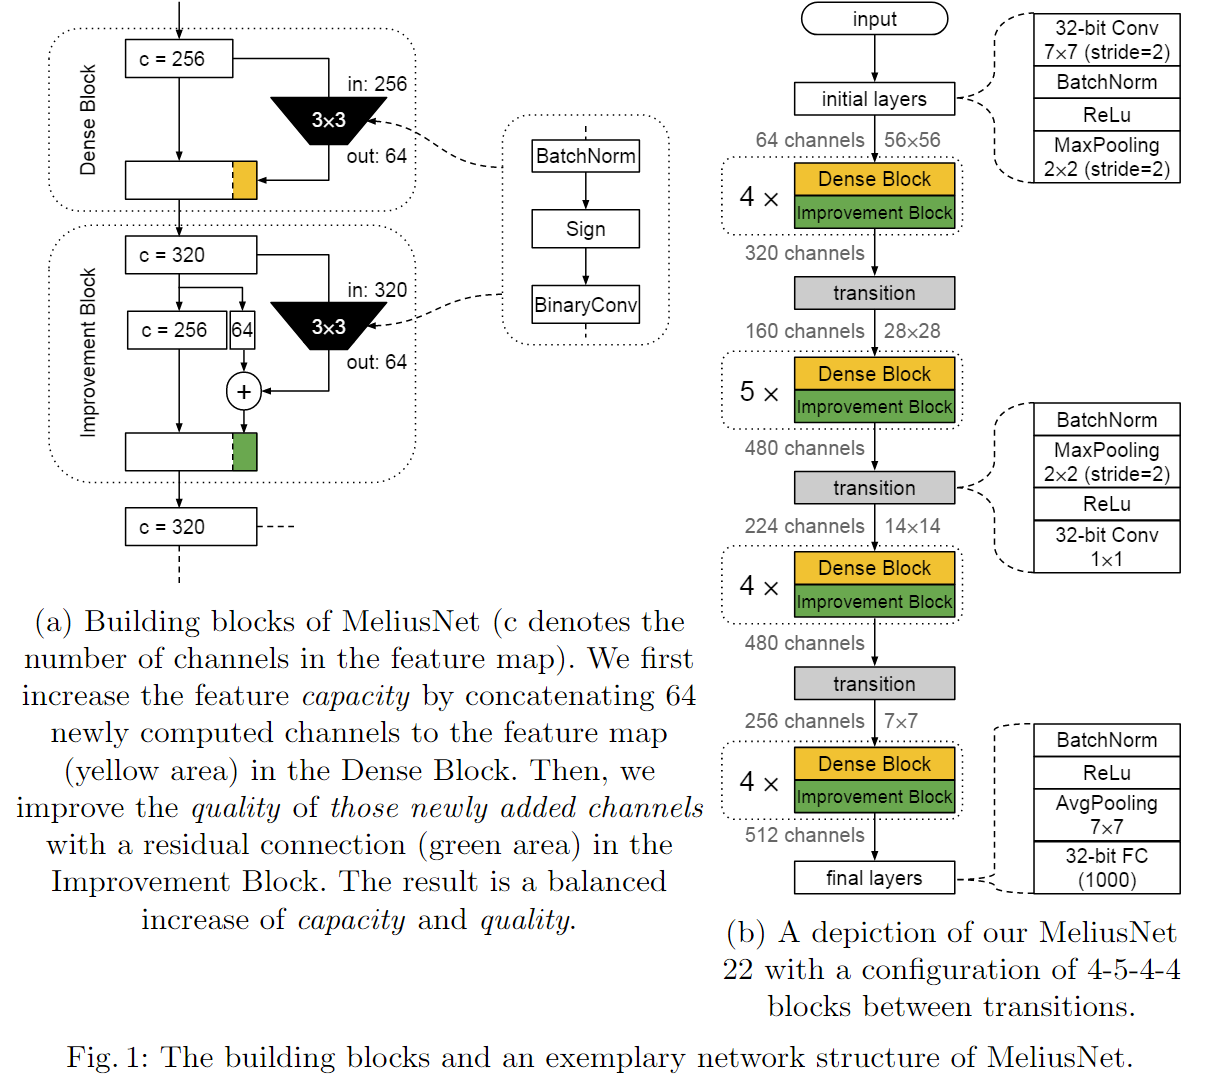 Dense Block
c = 256
in: 256
3×3
out: 64
Improvement Block
c = 320
in: 320
c = 256
64
3×3
out: 64
+
c = 320
BatchNorm
Sign
BinaryConv
(a) Building blocks of MeliusNet (c denotes the
number of channels in the feature map). We first
increase the feature capacity by concatenating 64
newly computed channels to the feature map
(yellow area) in the Dense Block. Then, we
improve the quality of those newly added channels
with a residual connection (green area) in the
Improvement Block. The result is a balanced
increase of capacity and quality.
input
initial layers
64 channels 56×56
4 ×
Dense Block
Improvement Block
320 channels
transition
160 channels 28×28
5 ×
Dense Block
Improvement Block
480 channels
transition
224 channels 14×14
4 ×
Dense Block
Improvement Block
480 channels
transition
256 channels 7×7
4 ×
Dense Block
Improvement Block
512 channels
final layers
32-bit Conv
7×7 (stride=2)
BatchNorm
ReLu
MaxPooling
2×2 (stride=2)
BatchNorm
MaxPooling
2×2 (stride=2)
ReLu
32-bit Conv
1×1
BatchNorm
ReLu
AvgPooling
7×7
32-bit FC
(1000)
(b) A depiction of our MeliusNet
22 with a configuration of 4-5-4-4
blocks between transitions.
Fig. 1: The building blocks and an exemplary network structure of MeliusNet.